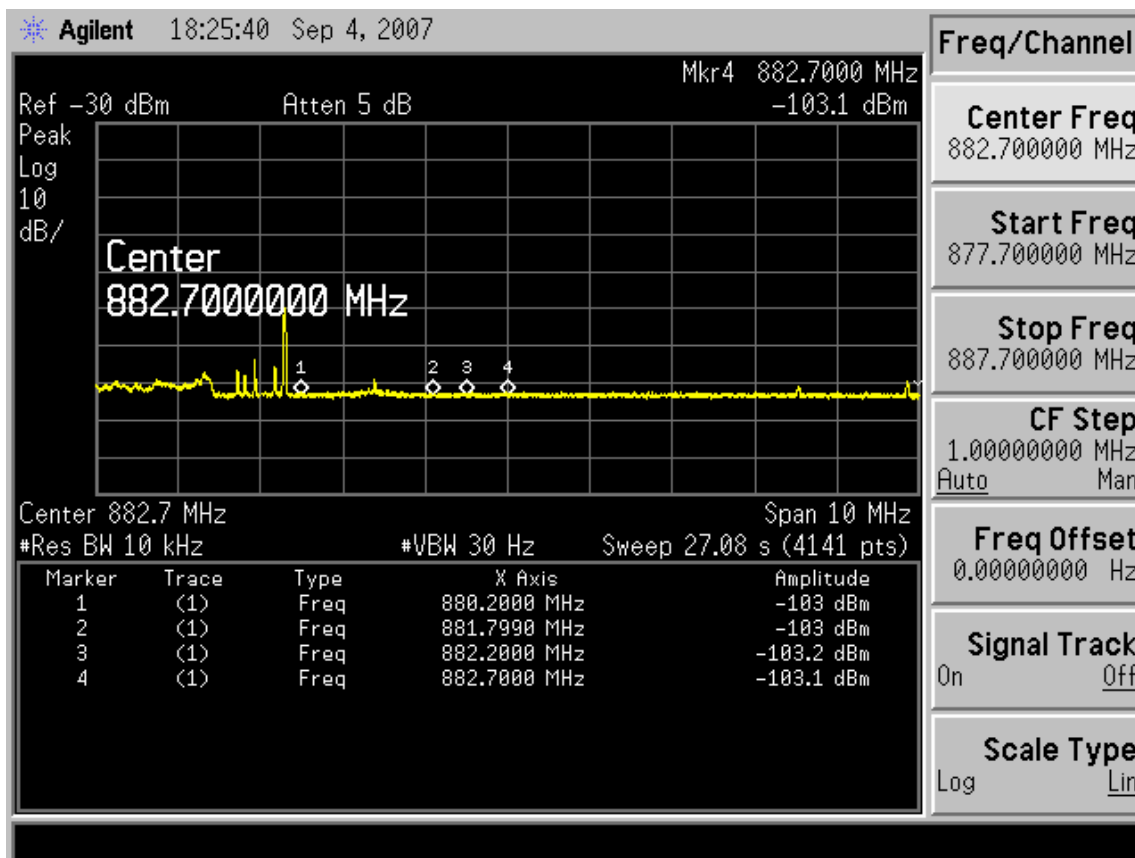 Agilent 18:25:40 Sep 4, 2007
Mkr4 882.7000 MHz
Ref -30 dBm Atten 5 dB -103.1 dBm
Peak
Log
10
dB/
Center
882.7000000 MHz
1 2 3 4
Center 882.7 MHz Span 10 MHz
#Res BW 10 kHz #VBW 30 Hz Sweep 27.08 s (4141 pts)
Marker Trace Type X Axis Amplitude
1 (1) Freq 880.2000 MHz -103 dBm
2 (1) Freq 881.7990 MHz -103 dBm
3 (1) Freq 882.2000 MHz -103.2 dBm
4 (1) Freq 882.7000 MHz -103.1 dBm
Freq/Channel
Center Freq
882.700000 MHz
Start Freq
877.700000 MHz
Stop Freq
887.700000 MHz
CF Step
1.00000000 MHz
Auto Man
Freq Offset
0.00000000 Hz
Signal Track
On Off
Scale Type
Log Lin